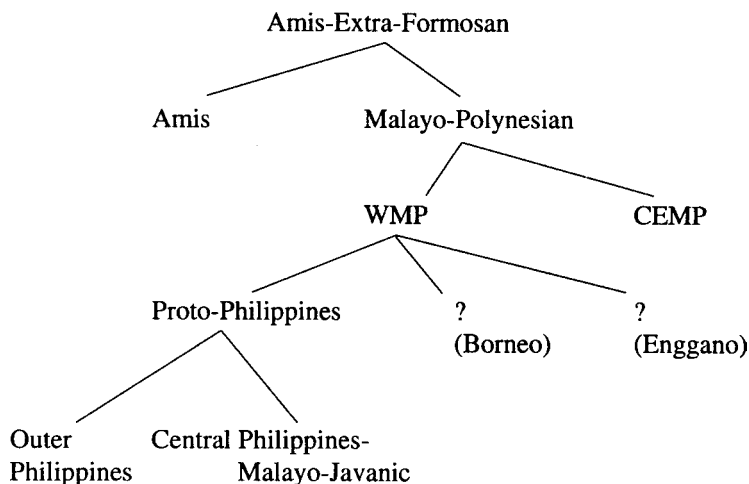 Amis-Extra-Formosan
Amis
Malayo-Polynesian
WMP
CEMP
Proto-Philippines
?
(Borneo)
?
(Enggano)
Outer
Philippines
Central Philippines-
Malayo-Javanic